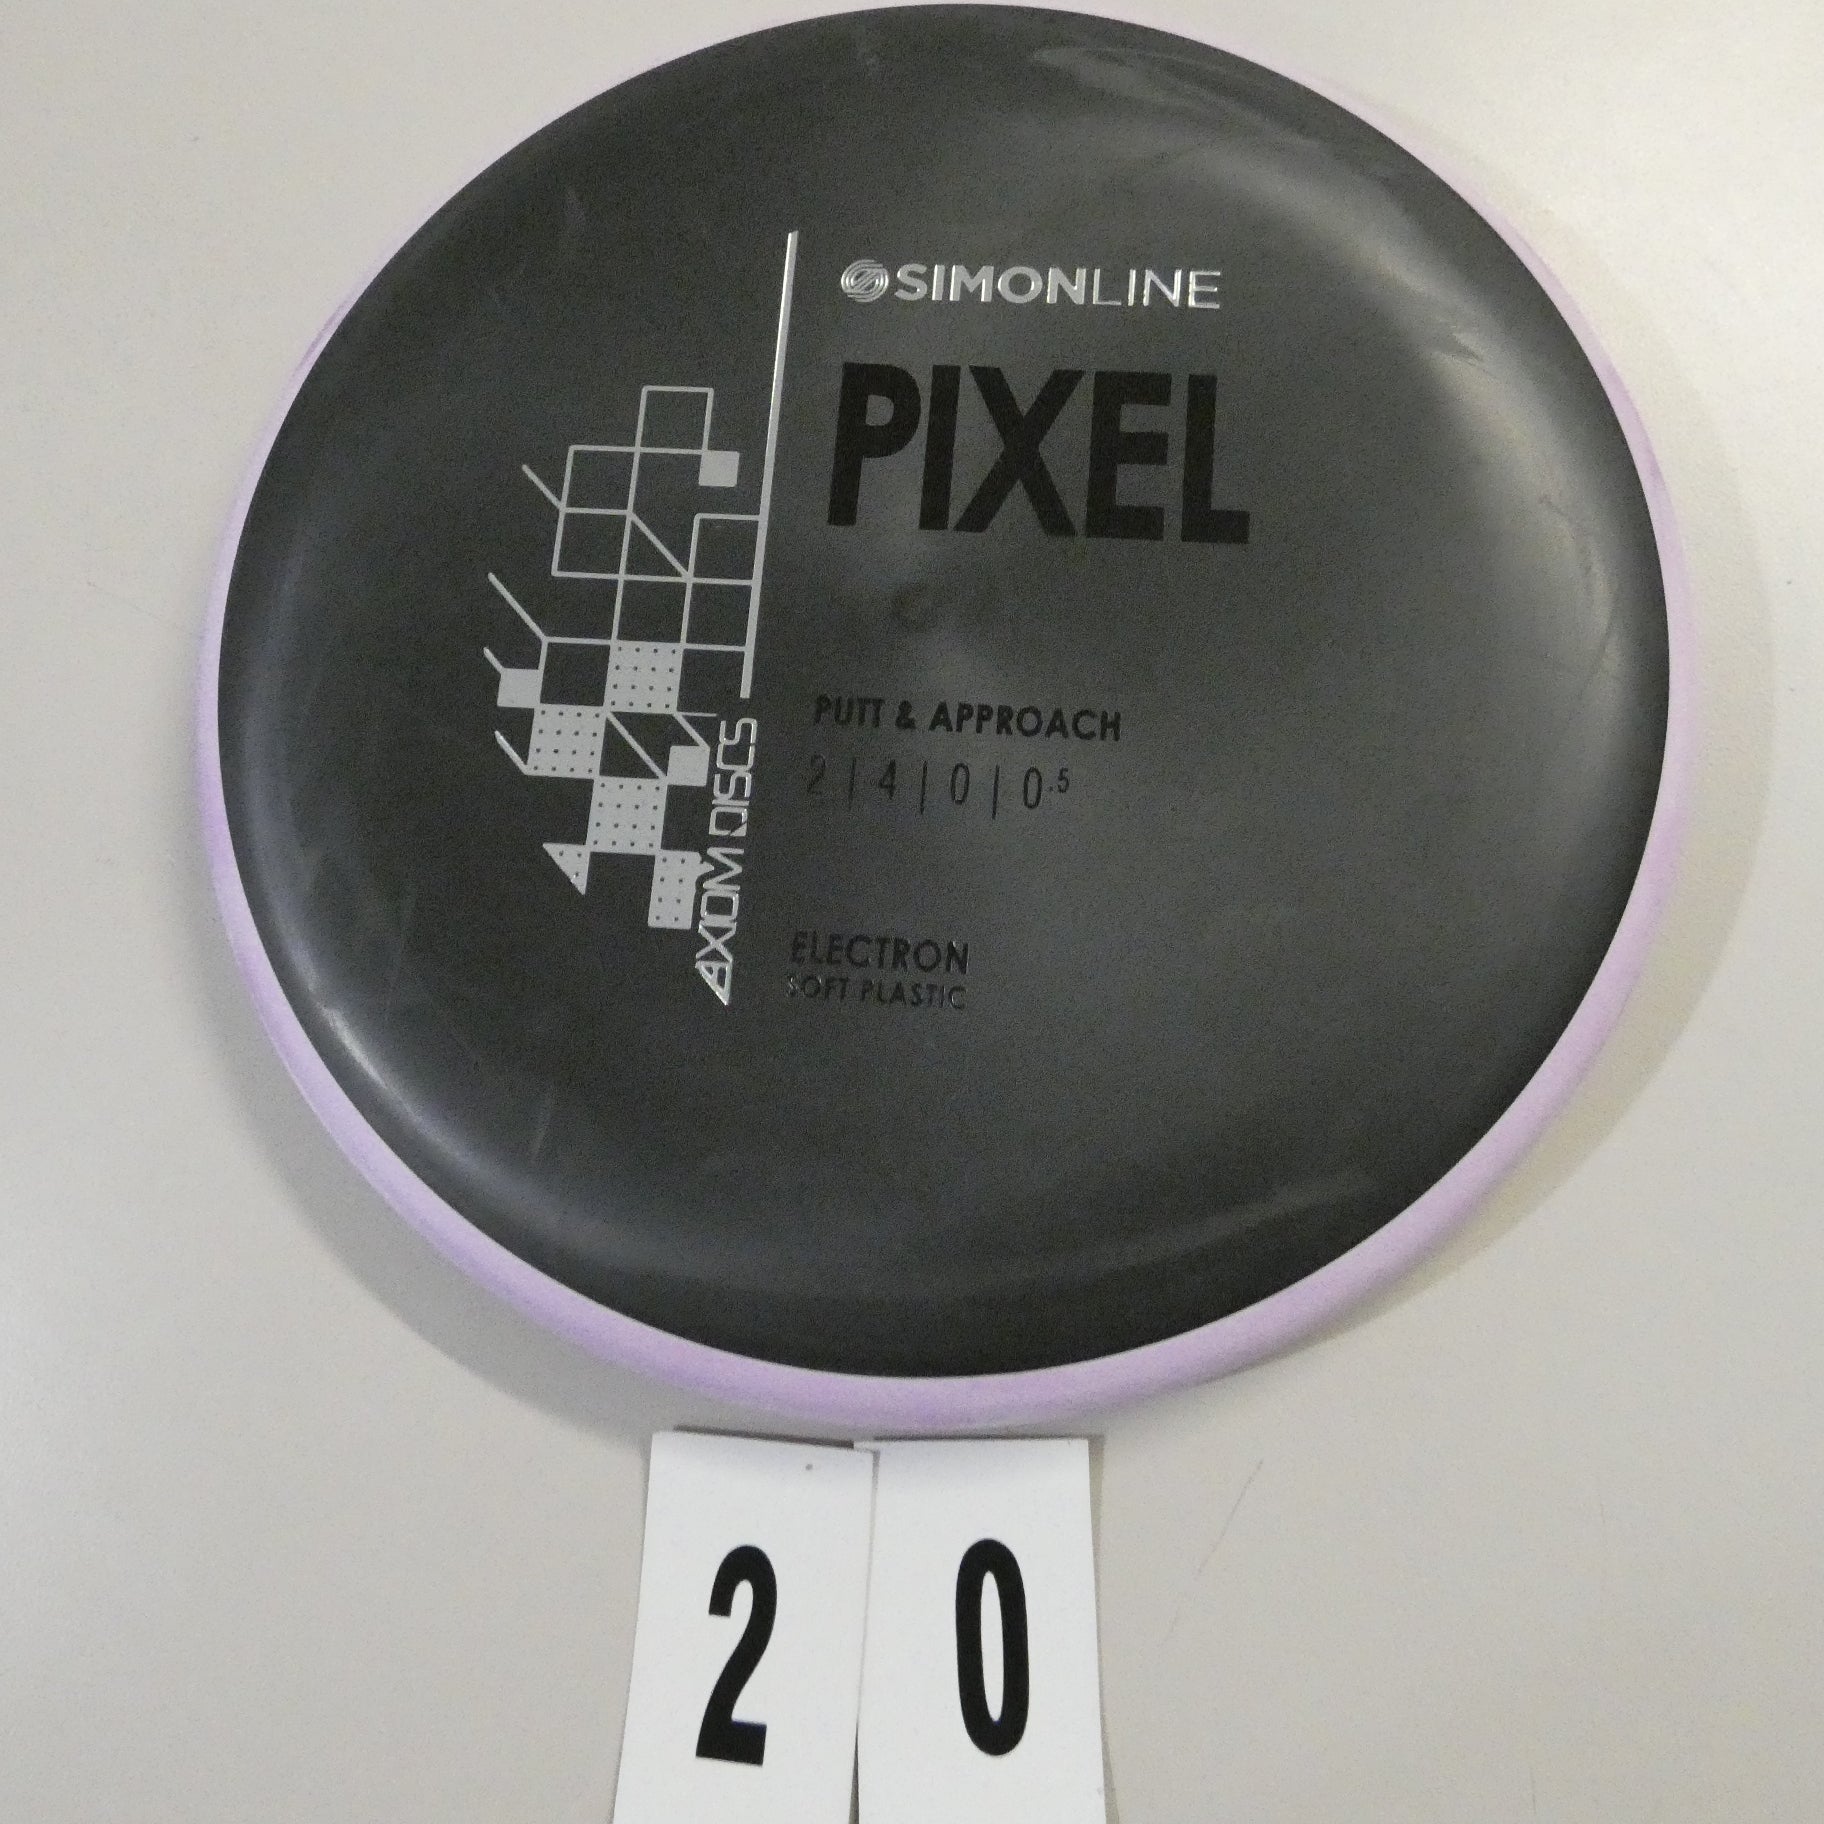 SIMONLINE
PIXEL
PUTT & APPROACH
2 | 4 | 0 | 0.5
AXIOM DISCS
ELECTRON
SOFT PLASTIC
2 0